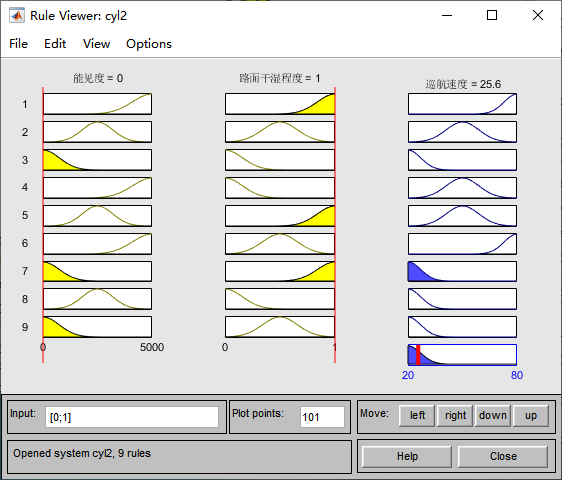 Rule Viewer: cyl2
File Edit View Options
能见度 = 0 路面干湿程度 = 1 巡航速度 = 25.6
1
2
3
4
5
6
7
8
9
0 5000 0 1
20 80
Input: [0;1] Plot points: 101 Move: left right down up
Opened system cyl2, 9 rules Help Close